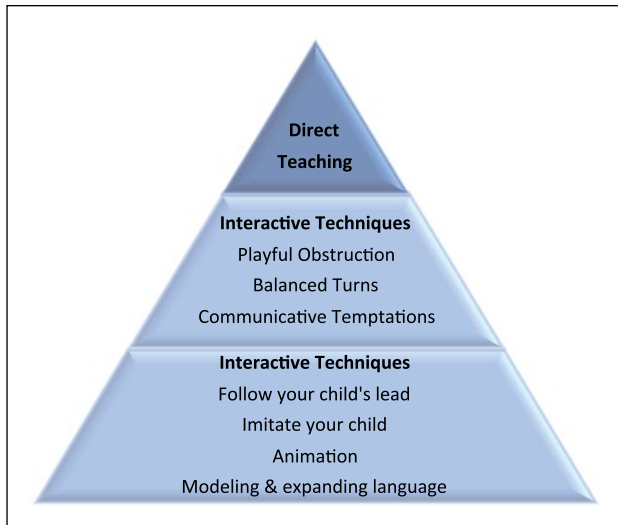 Direct
Teaching
Interactive Techniques
Playful Obstruction
Balanced Turns
Communicative Temptations
Interactive Techniques
Follow your child's lead
Imitate your child
Animation
Modeling & expanding language